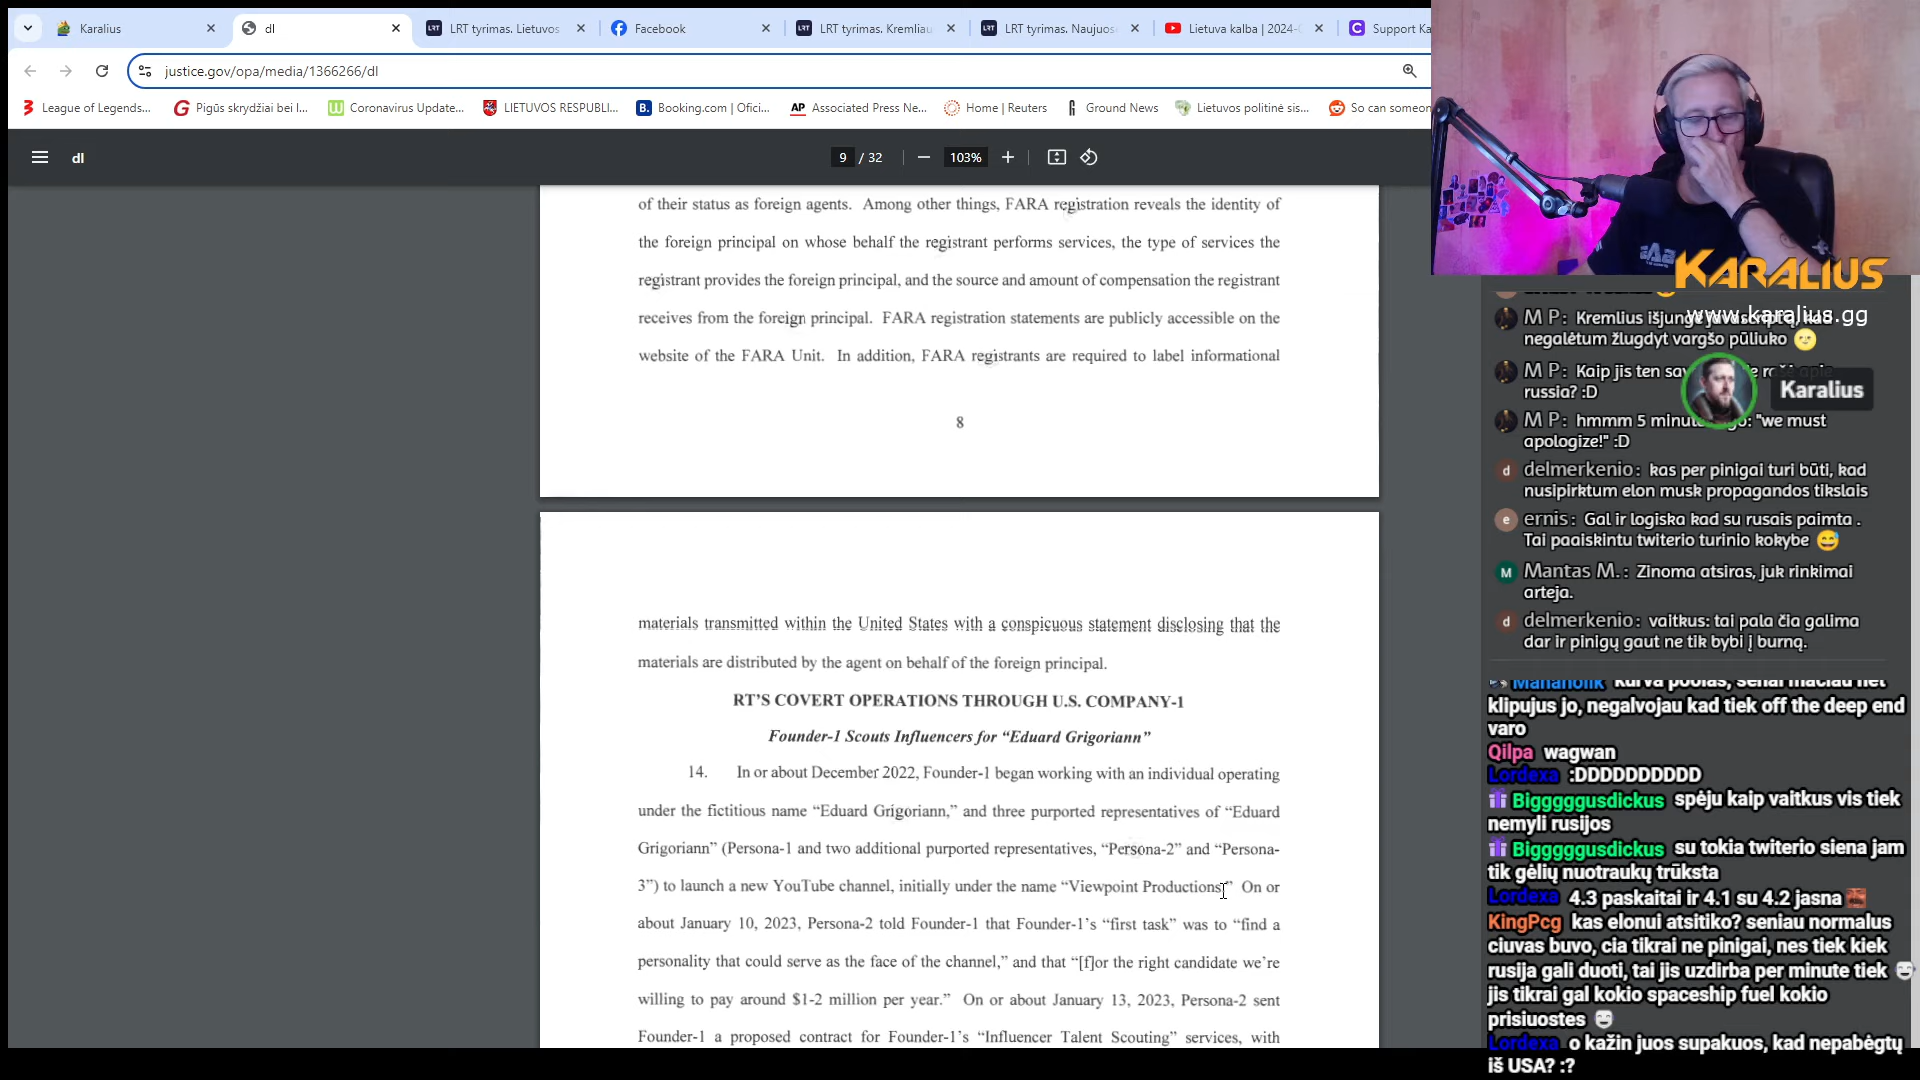 Karalius
dl
LRT tyrimas. Lietuvos
Facebook
LRT tyrimas. Kremliau
LRT tyrimas. Naujuos
Lietuva kalba | 2024-
Support Ka
justice.gov/opa/media/1366266/dl
League of Legends...
Pigūs skrydžiai bei l...
Coronavirus Update...
LIETUVOS RESPUBLI...
Booking.com | Ofici...
Associated Press Ne...
Home | Reuters
Ground News
Lietuvos politinė sis...
So can someon
dl
9 / 32
103%
of their status as foreign agents. Among other things, FARA registration reveals the identity of
the foreign principal on whose behalf the registrant performs services, the type of services the
registrant provides the foreign principal, and the source and amount of compensation the registrant
receives from the foreign principal. FARA registration statements are publicly accessible on the
website of the FARA Unit. In addition, FARA registrants are required to label informational
8
materials transmitted within the United States with a conspicuous statement disclosing that the
materials are distributed by the agent on behalf of the foreign principal.
RT'S COVERT OPERATIONS THROUGH U.S. COMPANY-1
Founder-1 Scouts Influencers for “Eduard Grigoriann”
14. In or about December 2022, Founder-1 began working with an individual operating
under the fictitious name “Eduard Grigoriann,” and three purported representatives of “Eduard
Grigoriann” (Persona-1 and two additional purported representatives, “Persona-2” and “Persona-
3”) to launch a new YouTube channel, initially under the name “Viewpoint Productions.” On or
about January 10, 2023, Persona-2 told Founder-1 that Founder-1's “first task” was to “find a
personality that could serve as the face of the channel,” and that “[f]or the right candidate we're
willing to pay around $1-2 million per year.” On or about January 13, 2023, Persona-2 sent
Founder-1 a proposed contract for Founder-1's “Influencer Talent Scouting” services, with
KARALIUS
www.karalius.gg
Karalius
M P: Kremlius išjungė
negalėtum žlugdyt vargšo pūliuko
M P: Kaip jis ten
russia? :D
M P: hmmm 5 "we must
apologize!" :D
delmerkenio: kas per pinigai turi būti, kad
nusipirktum elon musk propagandos tikslais
ernis: Gal ir logiska kad su rusais paimta .
Tai paaiskintu twiterio turinio kokybe
Mantas M.: Zinoma atsiras, juk rinkimai
arteja.
delmerkenio: vaitkus: tai pala čia galima
dar ir pinigų gaut ne tik bybi į burną.
klipujus jo, negalvojau kad tiek off the deep end
varo
Qilpa wagwan
Lordexa :DDDDDDDDDD
Bigggggusdickus spėju kaip vaitkus vis tiek
nemyli rusijos
Bigggggusdickus su tokia twiterio siena jam
tik gėlių nuotraukų trūksta
Lordexa 4.3 paskaitai ir 4.1 su 4.2 jasna
KingPcg kas elonui atsitiko? seniau normalus
ciuvas buvo, cia tikrai ne pinigai, nes tiek kiek
rusija gali duoti, tai jis uzdirba per minute tiek
jis tikrai gal kokio spaceship fuel kokio
prisiuostes
Lordexa o kažin juos supakuos, kad nepabėgtų
iš USA? :?